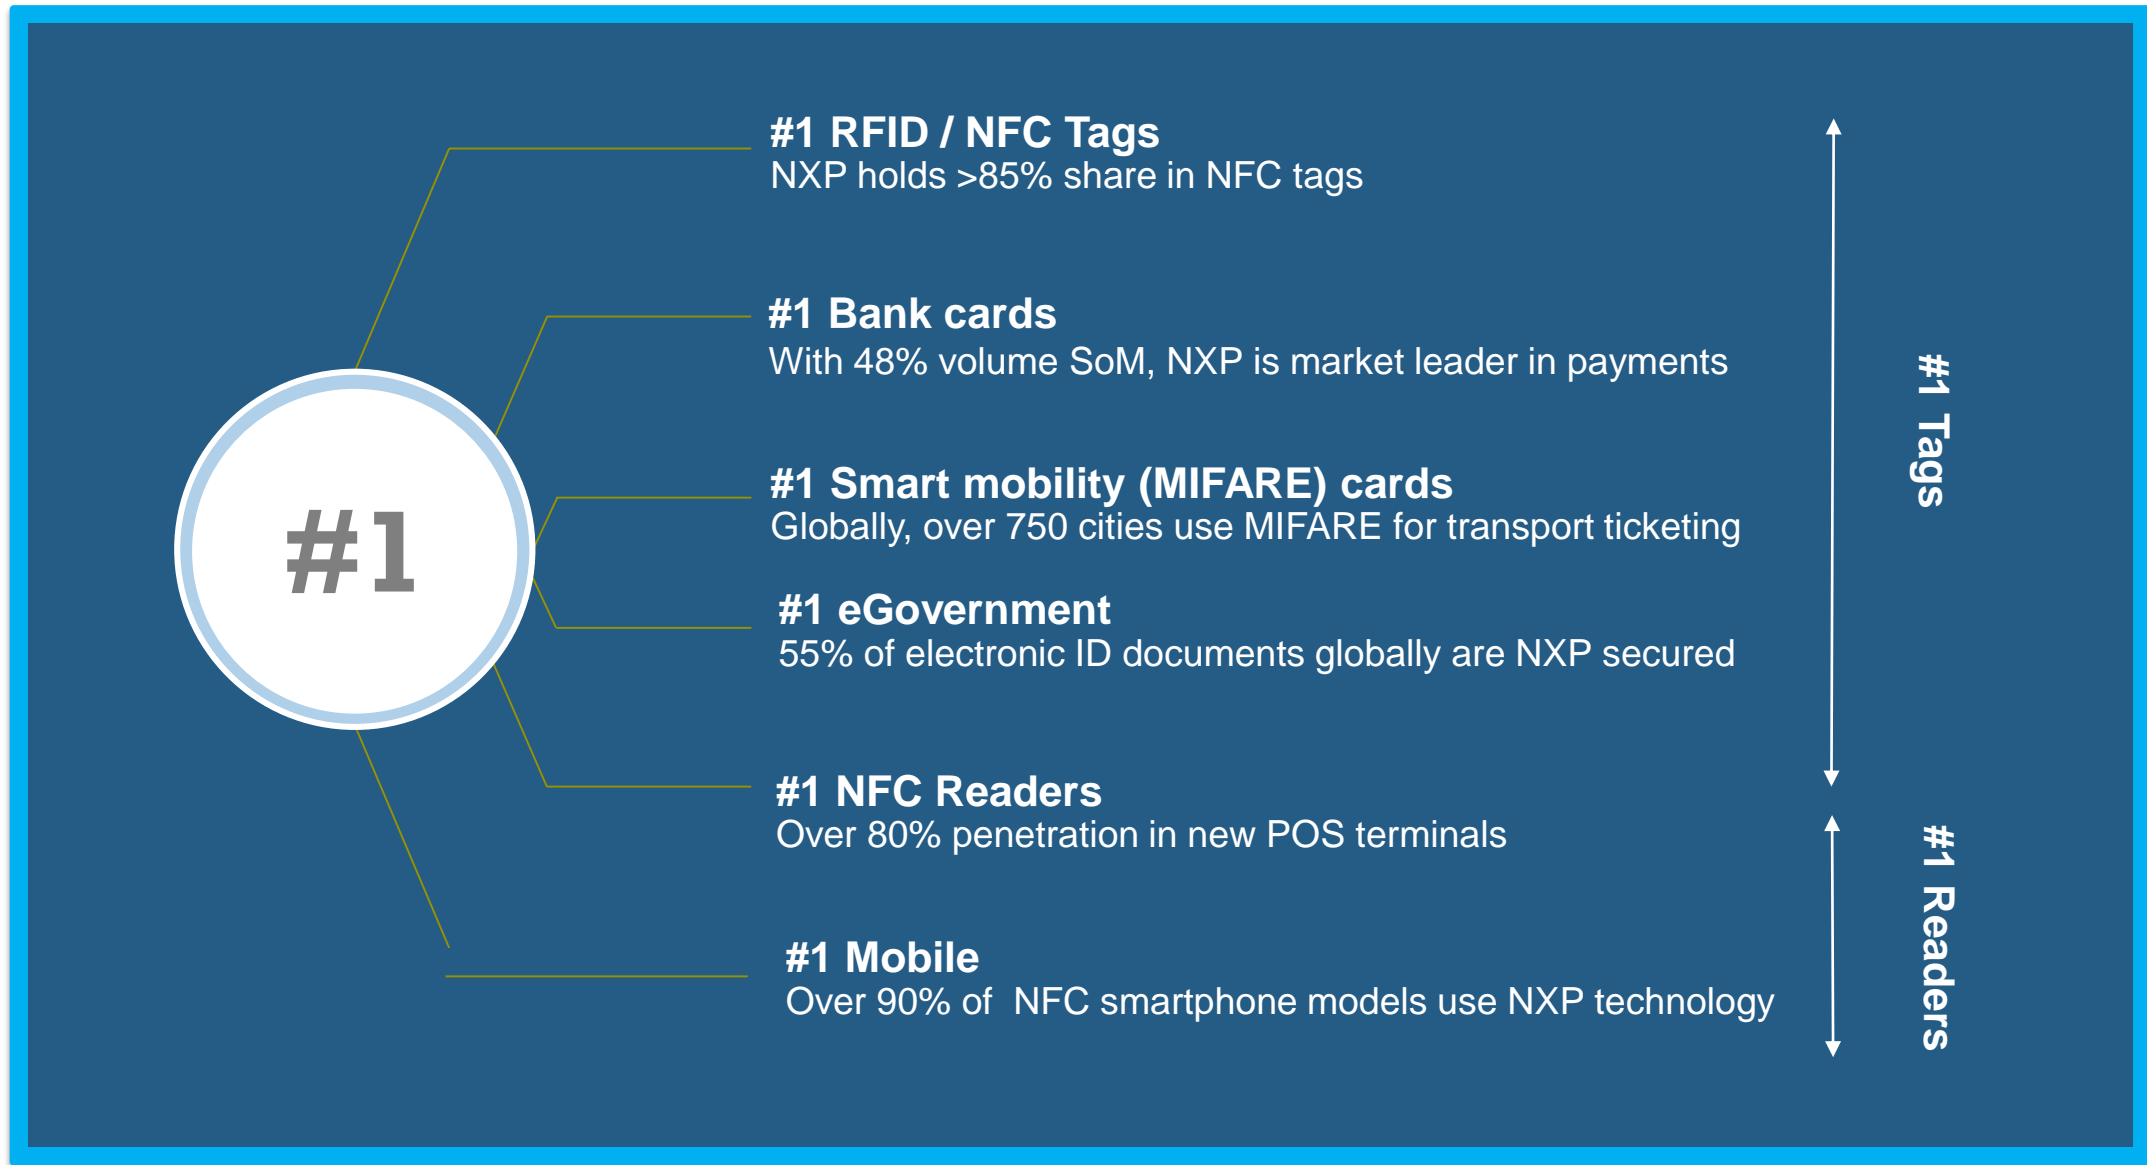 #1
#1 RFID / NFC Tags
NXP holds >85% share in NFC tags
#1 Bank cards
With 48% volume SoM, NXP is market leader in payments
#1 Smart mobility (MIFARE) cards
Globally, over 750 cities use MIFARE for transport ticketing
#1 eGovernment
55% of electronic ID documents globally are NXP secured
#1 NFC Readers
Over 80% penetration in new POS terminals
#1 Mobile
Over 90% of  NFC smartphone models use NXP technology
#1 Tags
#1 Readers